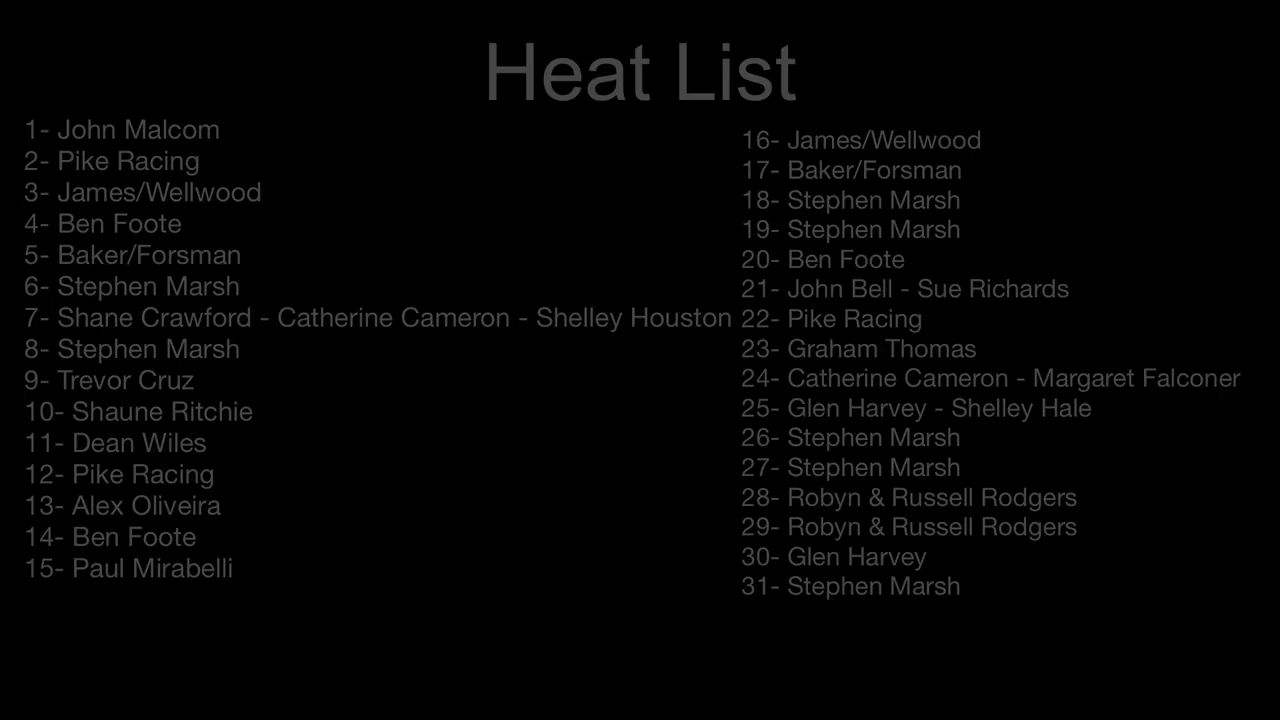 Heat List
1- John Malcom
2- Pike Racing
3- James/Wellwood
4- Ben Foote
5- Baker/Forsman
6- Stephen Marsh
7- Shane Crawford - Catherine Cameron - Shelley Houston
8- Stephen Marsh
9- Trevor Cruz
10- Shaune Ritchie
11- Dean Wiles
12- Pike Racing
13- Alex Oliveira
14- Ben Foote
15- Paul Mirabelli
16- James/Wellwood
17- Baker/Forsman
18- Stephen Marsh
19- Stephen Marsh
20- Ben Foote
21- John Bell - Sue Richards
22- Pike Racing
23- Graham Thomas
24- Catherine Cameron - Margaret Falconer
25- Glen Harvey - Shelley Hale
26- Stephen Marsh
27- Stephen Marsh
28- Robyn & Russell Rodgers
29- Robyn & Russell Rodgers
30- Glen Harvey
31- Stephen Marsh